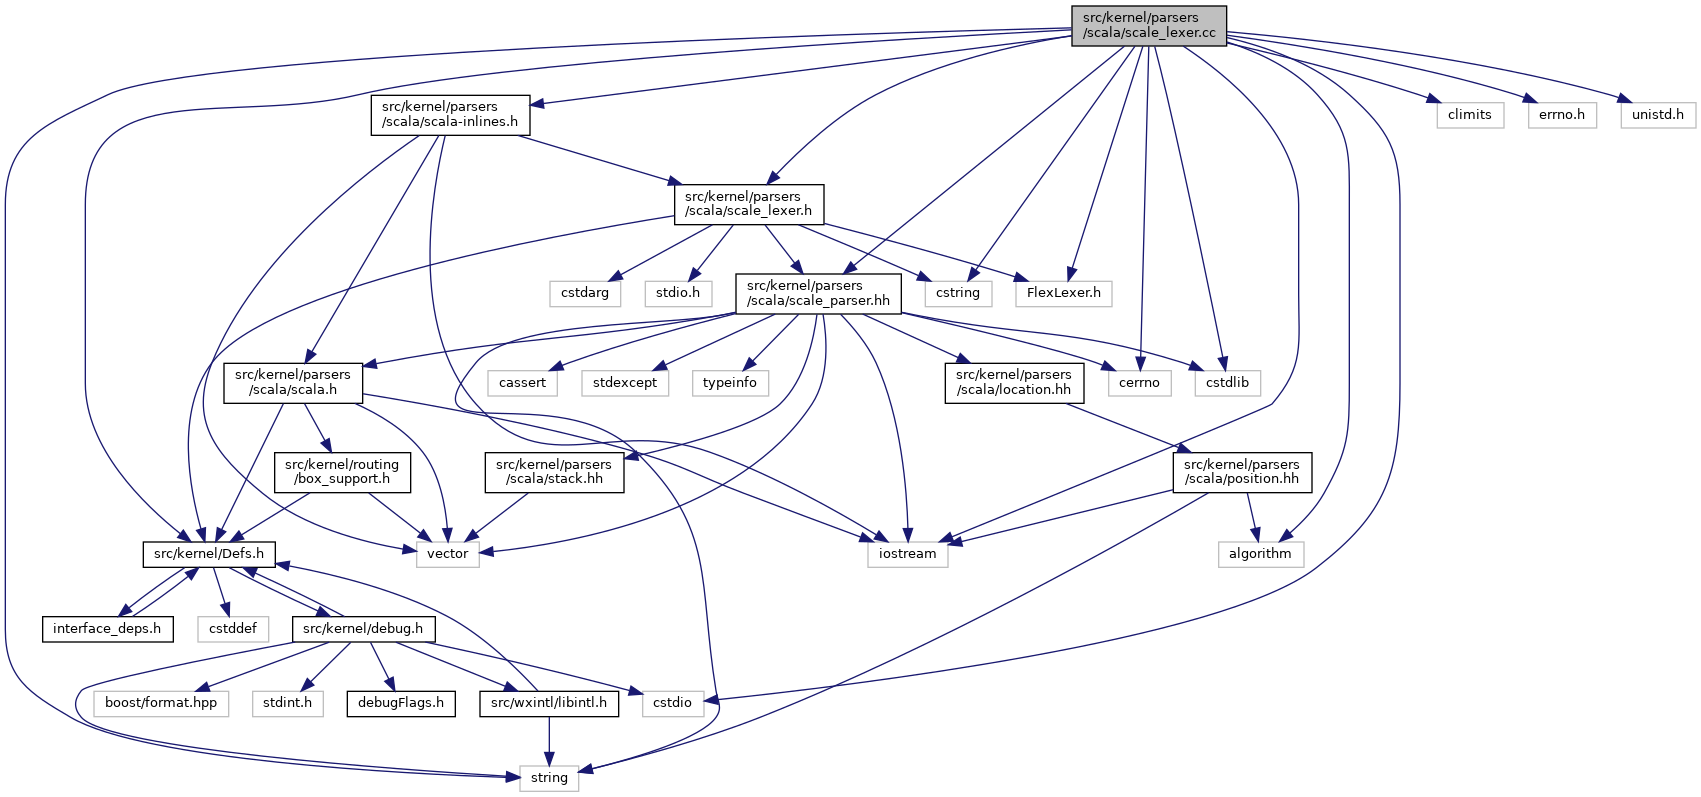 src/kernel/parsers
/scala/scale_lexer.cc
src/kernel/parsers
/scala/scala-inlines.h
climits
errno.h
unistd.h
src/kernel/parsers
/scala/scale_lexer.h
cstdarg
stdio.h
src/kernel/parsers
/scala/scale_parser.hh
cstring
FlexLexer.h
src/kernel/parsers
/scala/scala.h
cassert
stdexcept
typeinfo
src/kernel/parsers
/scala/location.hh
cerrno
cstdlib
src/kernel/routing
/box_support.h
src/kernel/parsers
/scala/stack.hh
src/kernel/parsers
/scala/position.hh
src/kernel/Defs.h
vector
iostream
algorithm
interface_deps.h
cstddef
src/kernel/debug.h
boost/format.hpp
stdint.h
debugFlags.h
src/wxintl/libintl.h
cstdio
string